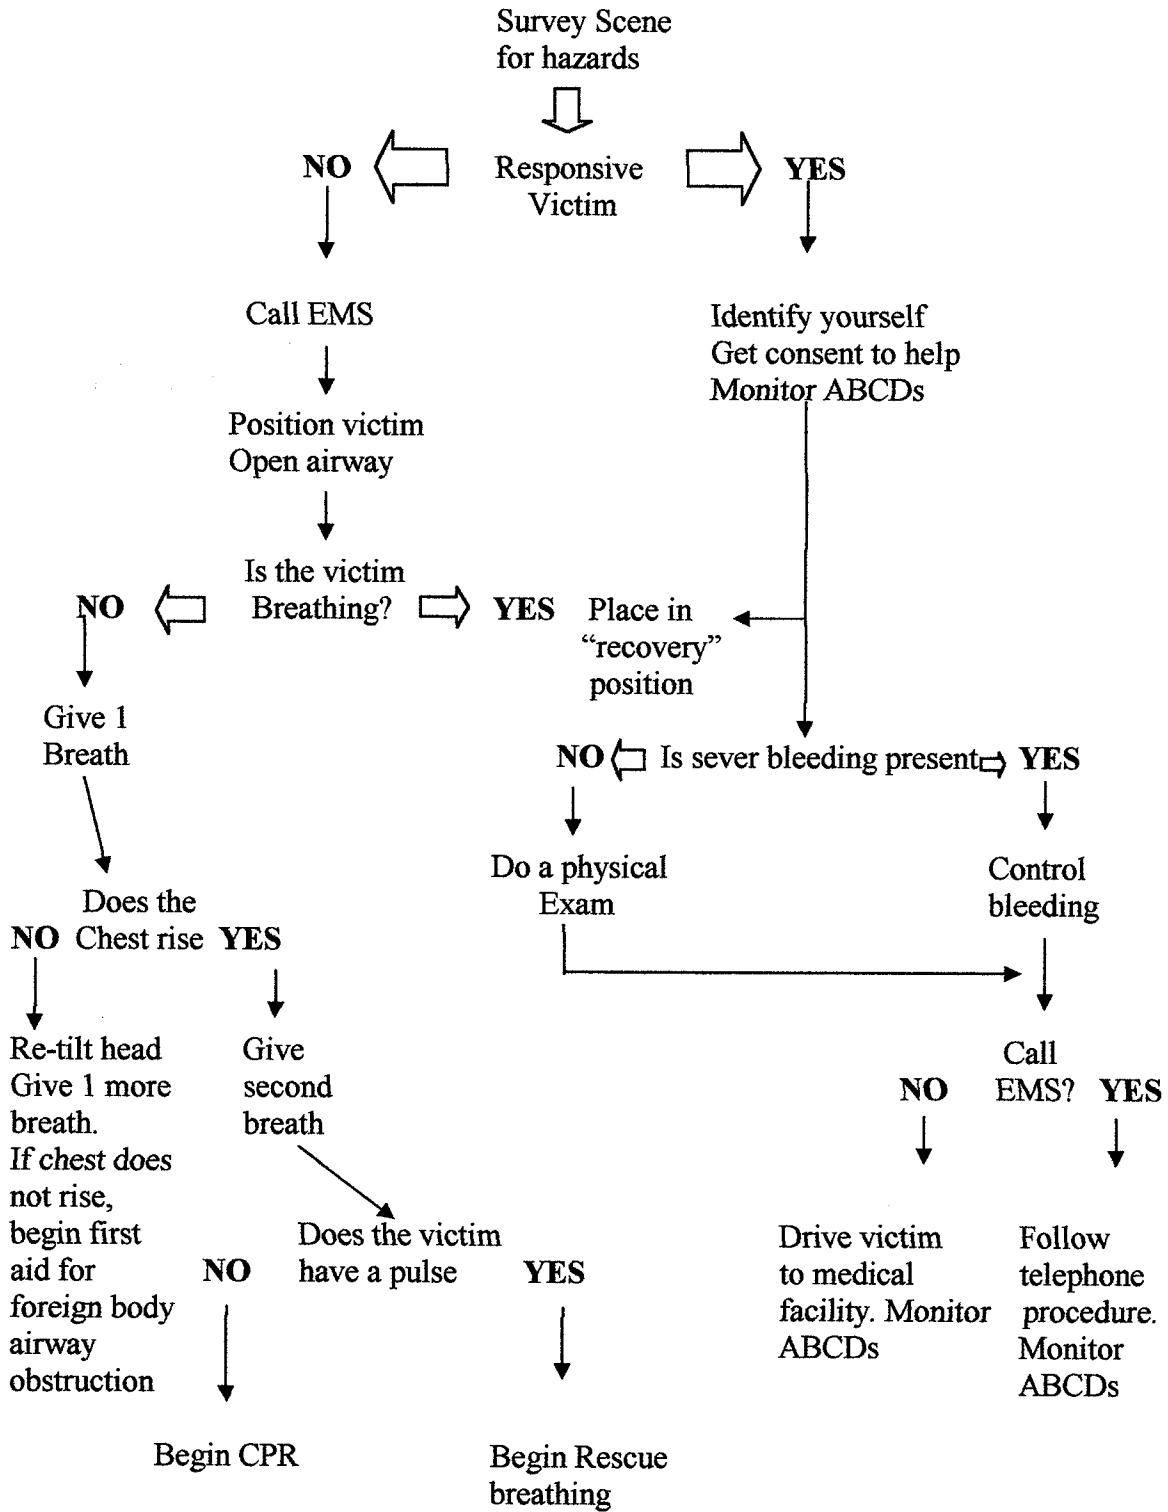 Survey Scene
for hazards
NO
Responsive
Victim
YES
Call EMS
Identify yourself
Get consent to help
Monitor ABCDs
Position victim
Open airway
Is the victim
Breathing?
NO
YES
Place in
“recovery”
position
Give 1
Breath
NO
Is sever bleeding present
YES
Do a physical
Exam
Control
bleeding
Does the
NO Chest rise YES
Re-tilt head
Give 1 more
breath.
If chest does
not rise,
begin first
aid for
foreign body
airway
obstruction
Give
second
breath
Call
NO EMS? YES
Does the victim
NO have a pulse YES
Drive victim
to medical
facility. Monitor
ABCDs
Follow
telephone
procedure.
Monitor
ABCDs
Begin CPR
Begin Rescue
breathing